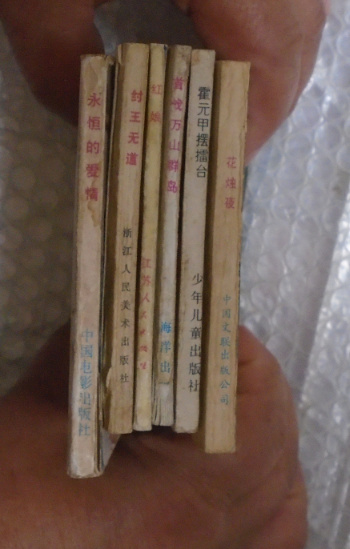 永恒的爱情
中国电影出版社
封王无道
浙江人民美术出版社
红娘
江苏人民出版社
首政万山群岛
海洋出
霍元甲摆擂台
少年儿童出版社
花烛夜
中国文联出版公司